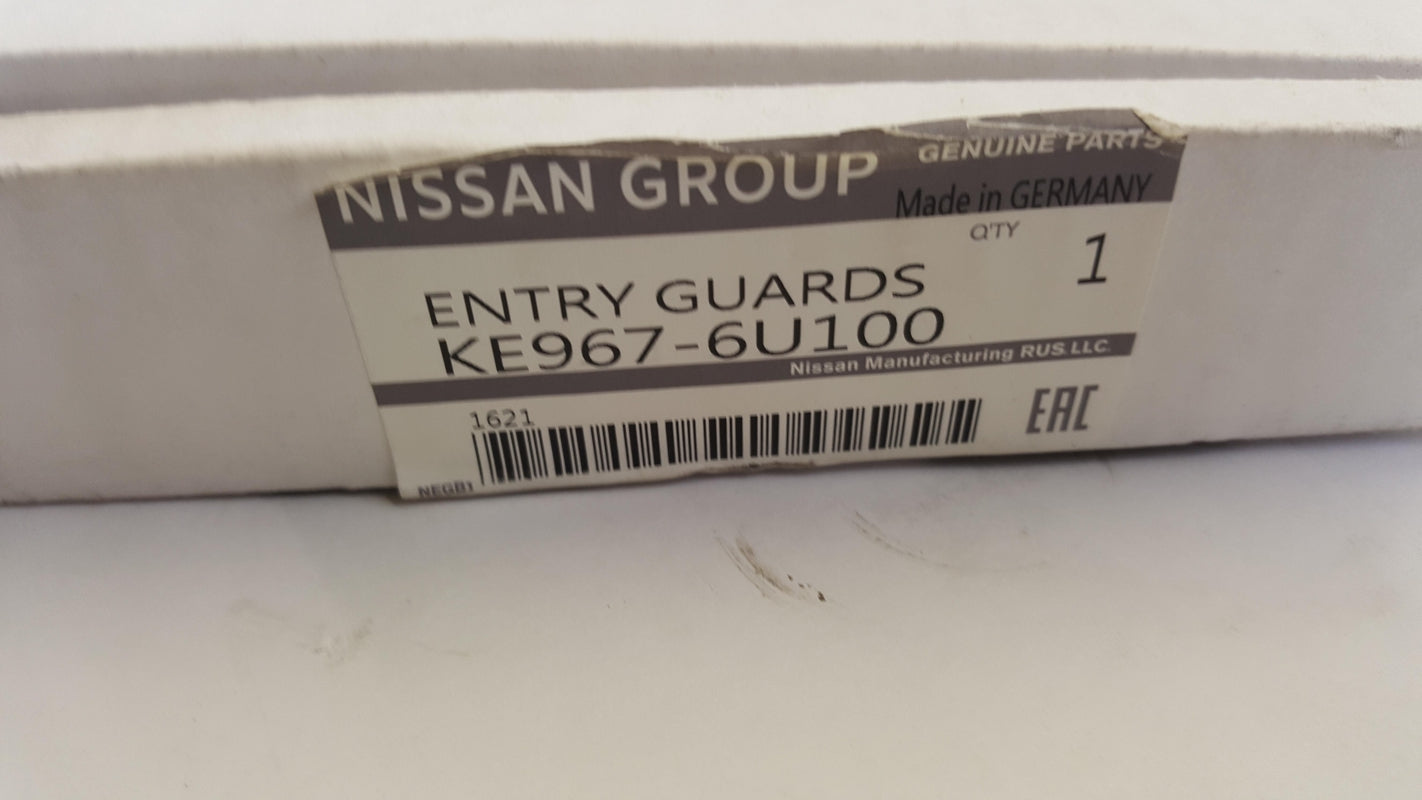 NISSAN GROUP
GENUINE PARTS
Made in GERMANY
Q'TY 1
ENTRY GUARDS
KE967-6U100
Nissan Manufacturing RUS.LLC.
1621
EAC
NEGB1